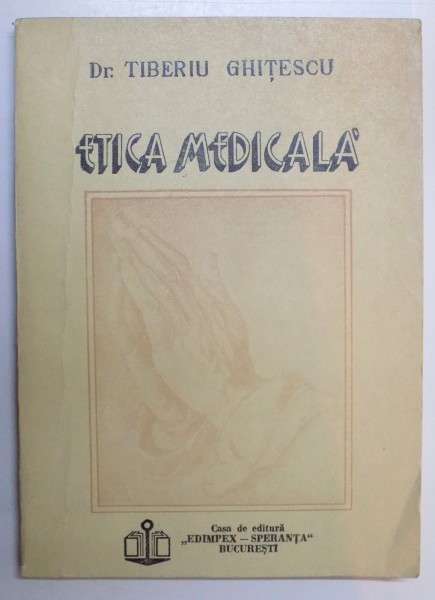 Dr. TIBERIU GHIȚESCU
ETICA MEDICALĂ
Casa de editură
„EDIMPEX — SPERANȚA"
BUCUREȘTI